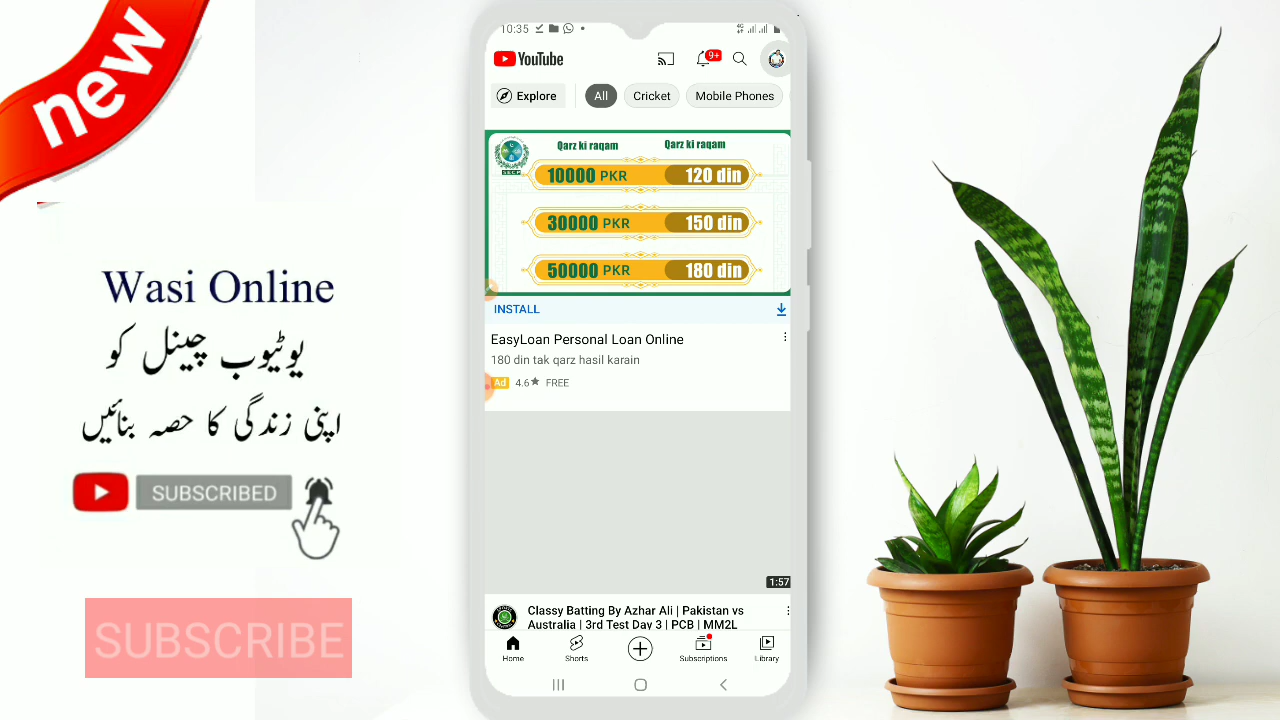 new
Wasi Online
یوٹیوب چینل کو
اپنی زندگی کا حصہ بنائیں
SUBSCRIBED
SUBSCRIBE
10:35
4G
YouTube
9+
Explore
All
Cricket
Mobile Phones
Qarz ki raqam
Qarz ki raqam
SECP
10000 PKR
120 din
30000 PKR
150 din
50000 PKR
180 din
INSTALL
EasyLoan Personal Loan Online
180 din tak qarz hasil karain
Ad 4.6★ FREE
1:57
Classy Batting By Azhar Ali | Pakistan vs
Australia | 3rd Test Day 3 | PCB | MM2L
Home
Shorts
Subscriptions
Library